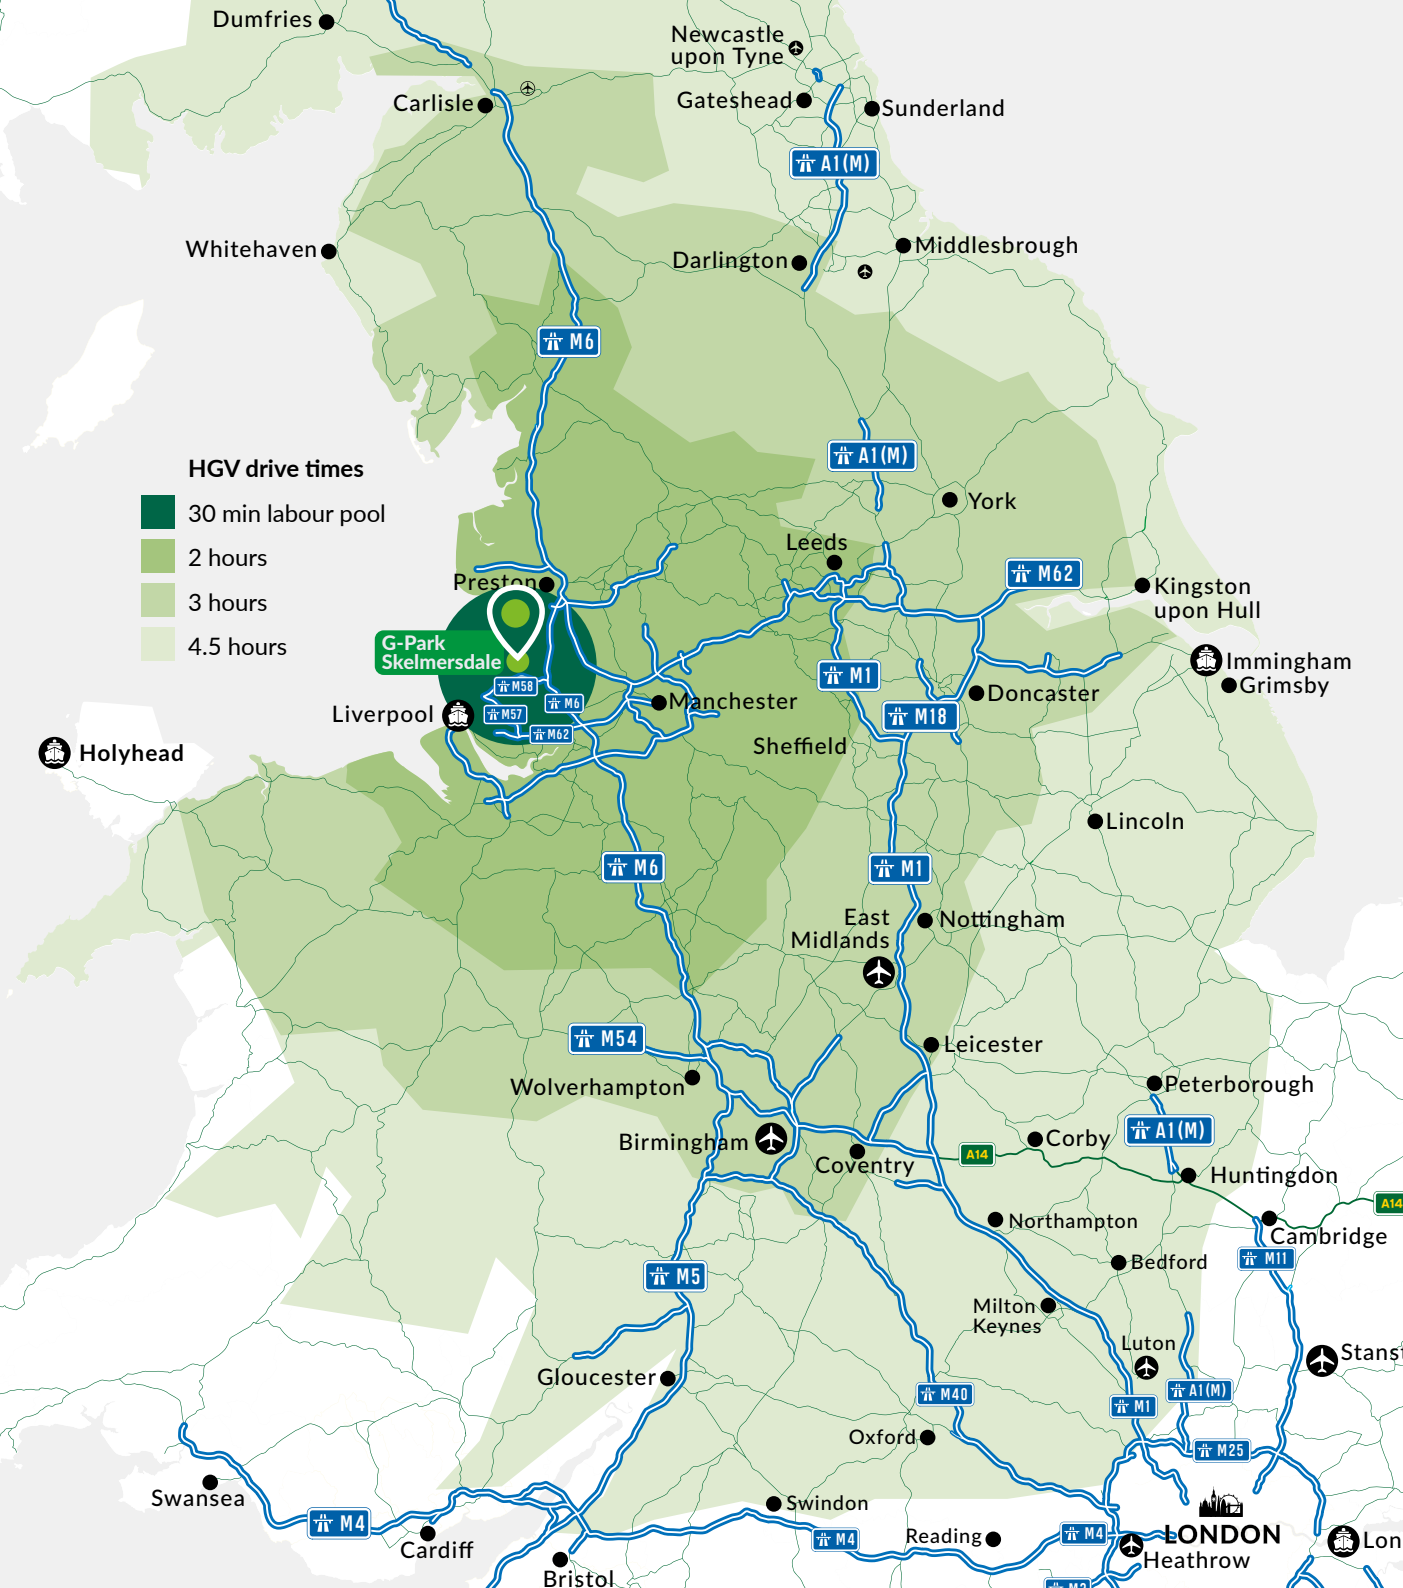 Dumfries
Newcastle
upon Tyne
Carlisle
Gateshead
Sunderland
A1(M)
Whitehaven
Darlington
Middlesbrough
M6
HGV drive times
30 min labour pool
2 hours
3 hours
4.5 hours
A1(M)
York
Leeds
M62
Preston
Kingston
upon Hull
G-Park
Skelmersdale
M58
M6
M57
M62
Liverpool
Manchester
M1
Immingham
Grimsby
Doncaster
M18
Sheffield
Holyhead
Lincoln
M6
M1
East
Midlands
Nottingham
M54
Leicester
Wolverhampton
Peterborough
Birmingham
A1(M)
Corby
Coventry
A14
Huntingdon
A14
Northampton
Cambridge
M11
Bedford
M5
Milton
Keynes
Luton
Stanst
Gloucester
M40
A1(M)
M1
Oxford
M25
Swansea
Swindon
M4
LONDON
M4
Reading
M4
Lon
Cardiff
Heathrow
Bristol